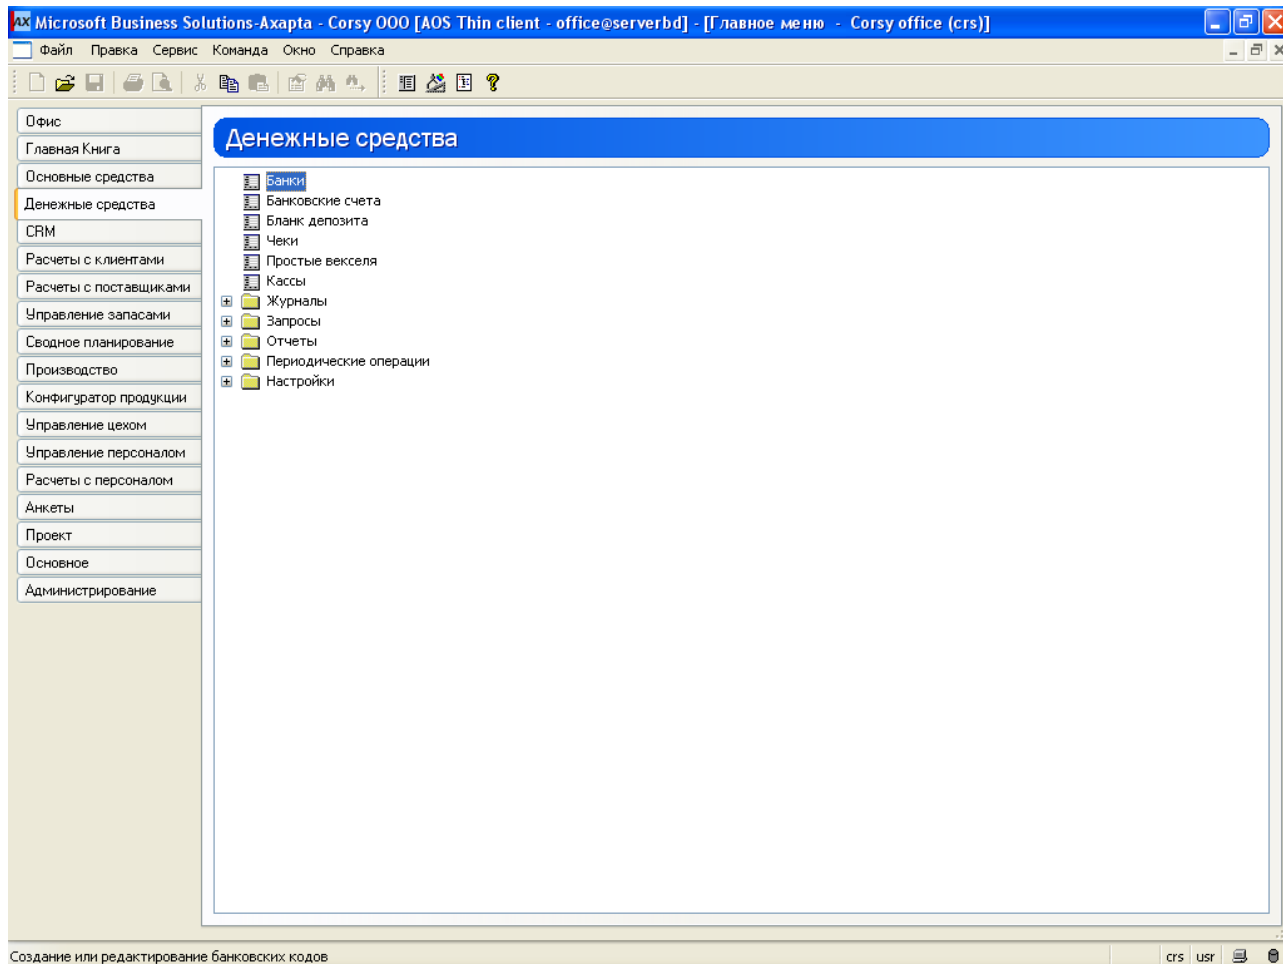 AX Microsoft Business Solutions-Axapta - Corsy ООО [AOS Thin client - office@serverbd] - [Главное меню - Corsy office (crs)]
Файл Правка Сервис Команда Окно Справка
Офис
Главная Книга
Основные средства
Денежные средства
CRM
Расчеты с клиентами
Расчеты с поставщиками
Управление запасами
Сводное планирование
Производство
Конфигуратор продукции
Управление цехом
Управление персоналом
Расчеты с персоналом
Анкеты
Проект
Основное
Администрирование
Денежные средства
Банки
Банковские счета
Бланк депозита
Чеки
Простые векселя
Кассы
Журналы
Запросы
Отчеты
Периодические операции
Настройки
Создание или редактирование банковских кодов
crs usr